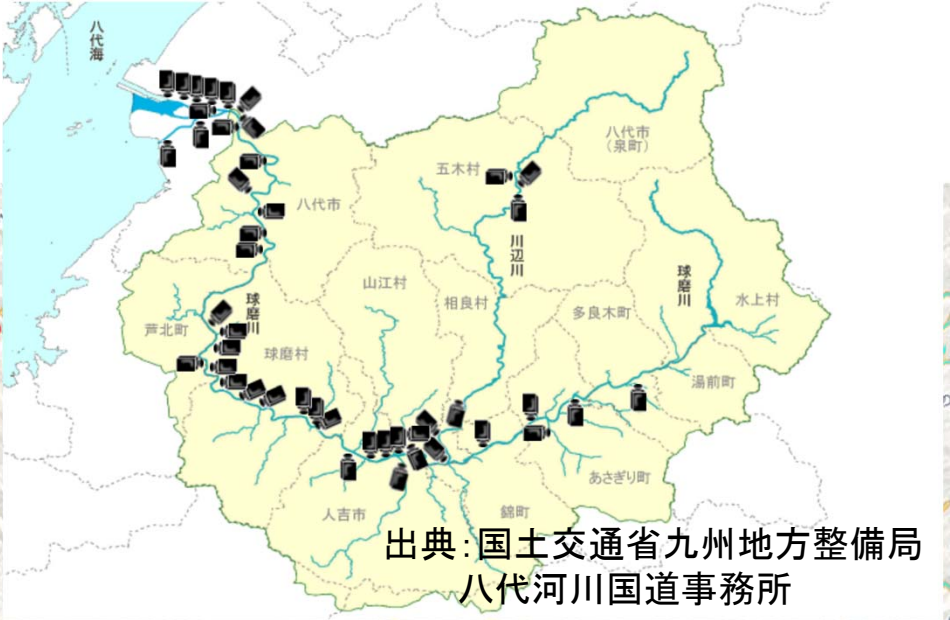 八代海
八代市
（泉町）
五木村
八代市
川辺川
山江村
相良村
球磨川
水上村
球磨川
多良木町
芦北町
球磨村
湯前町
あさぎり町
人吉市
錦町
出典：国土交通省九州地方整備局
八代河川国道事務所